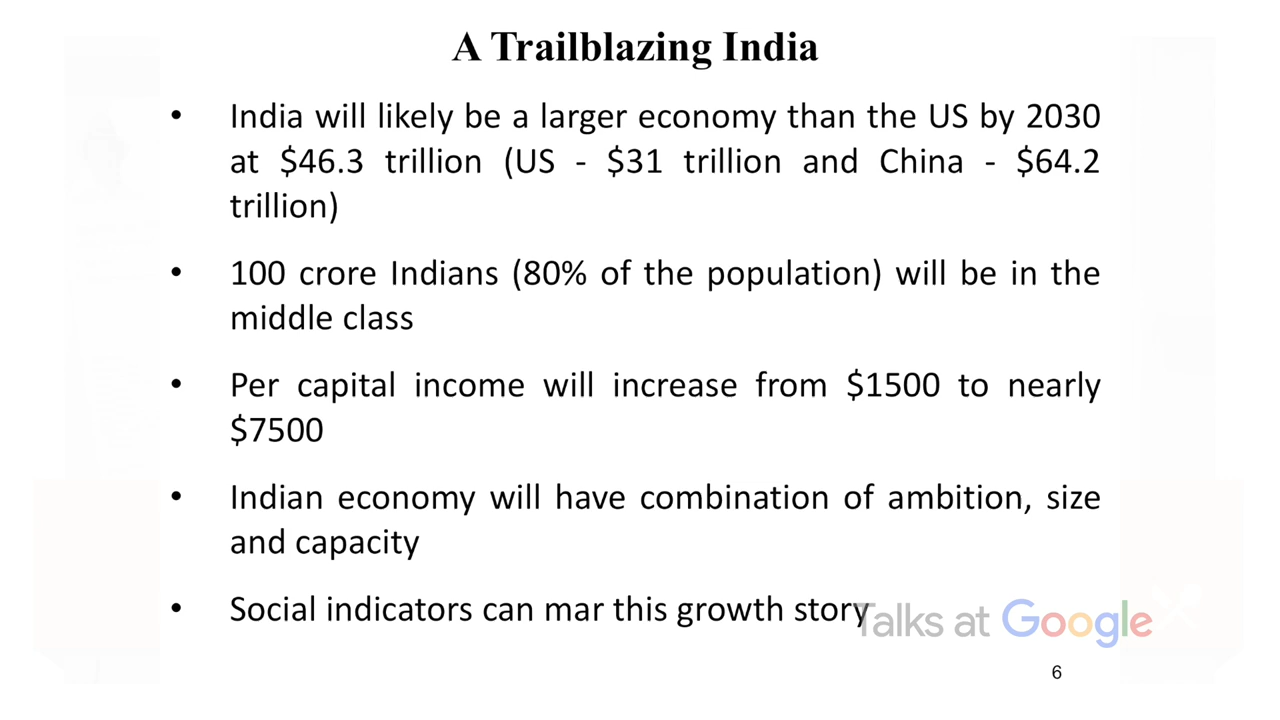 A Trailblazing India
• India will likely be a larger economy than the US by 2030
at $46.3 trillion (US - $31 trillion and China - $64.2
trillion)
• 100 crore Indians (80% of the population) will be in the
middle class
• Per capital income will increase from $1500 to nearly
$7500
• Indian economy will have combination of ambition, size
and capacity
• Social indicators can mar this growth story
Talks at Google
6